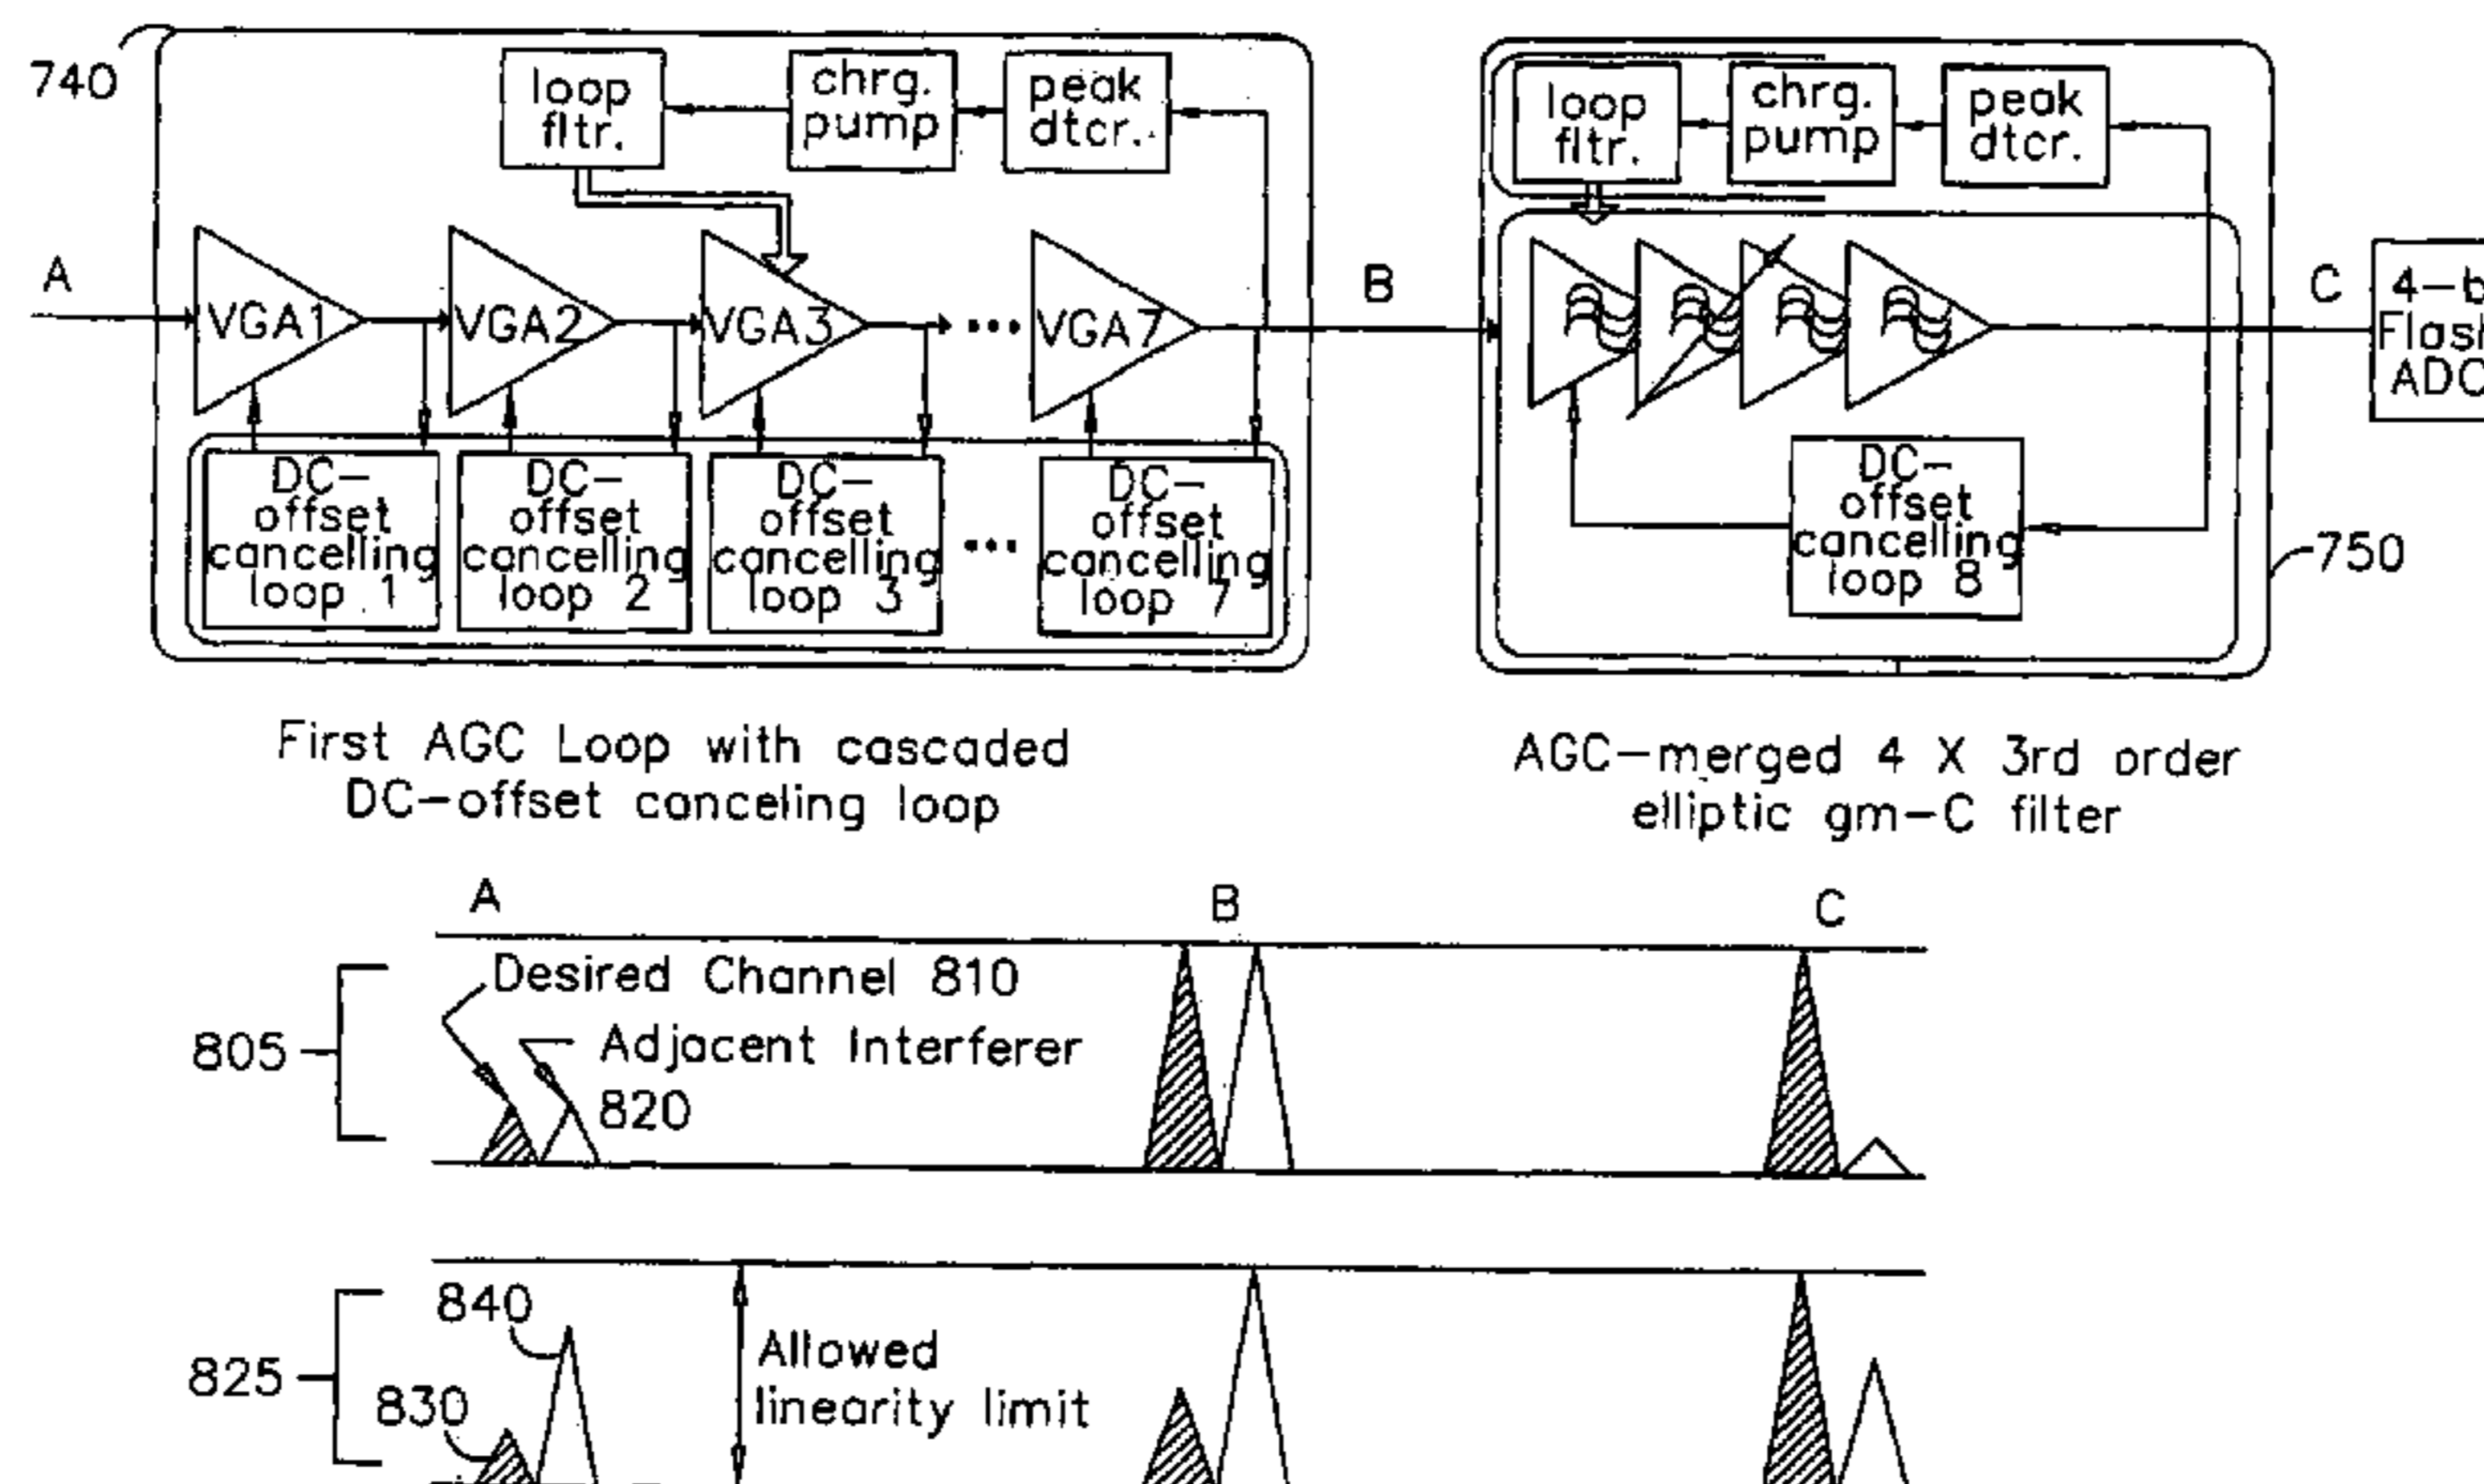 740
loop
fltr.
chrg.
pump
peak
dtcr.
loop
fltr.
chrg.
pump
peak
dtcr.
A
VGA1
VGA2
VGA3
•••
VGA7
B
C
4-b
Flash
ADC
DC-
offset
cancelling
loop 1
DC-
offset
cancelling
loop 2
DC-
offset
cancelling
loop 3
•••
DC-
offset
cancelling
loop 7
DC-
offset
cancelling
loop 8
750
First AGC Loop with cascaded
DC-offset canceling loop
AGC-merged 4 X 3rd order
elliptic gm-C filter
A
B
C
Desired Channel 810
805
Adjacent Interferer
820
825
840
830
Allowed
linearity limit